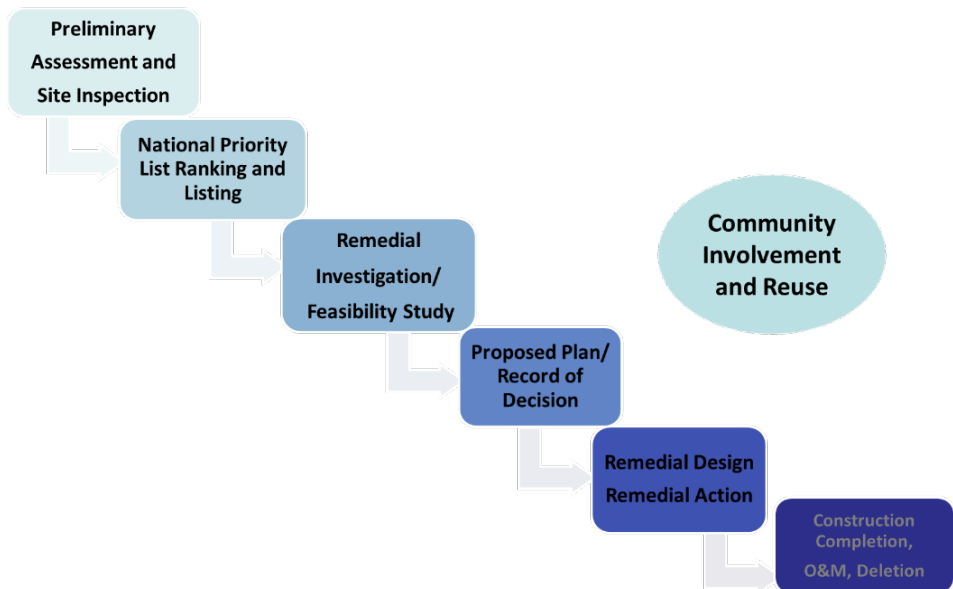 Preliminary
Assessment and
Site Inspection
National Priority
List Ranking and
Listing
Remedial
Investigation/
Feasibility Study
Community
Involvement
and Reuse
Proposed Plan/
Record of
Decision
Remedial Design
Remedial Action
Construction
Completion,
O&M, Deletion